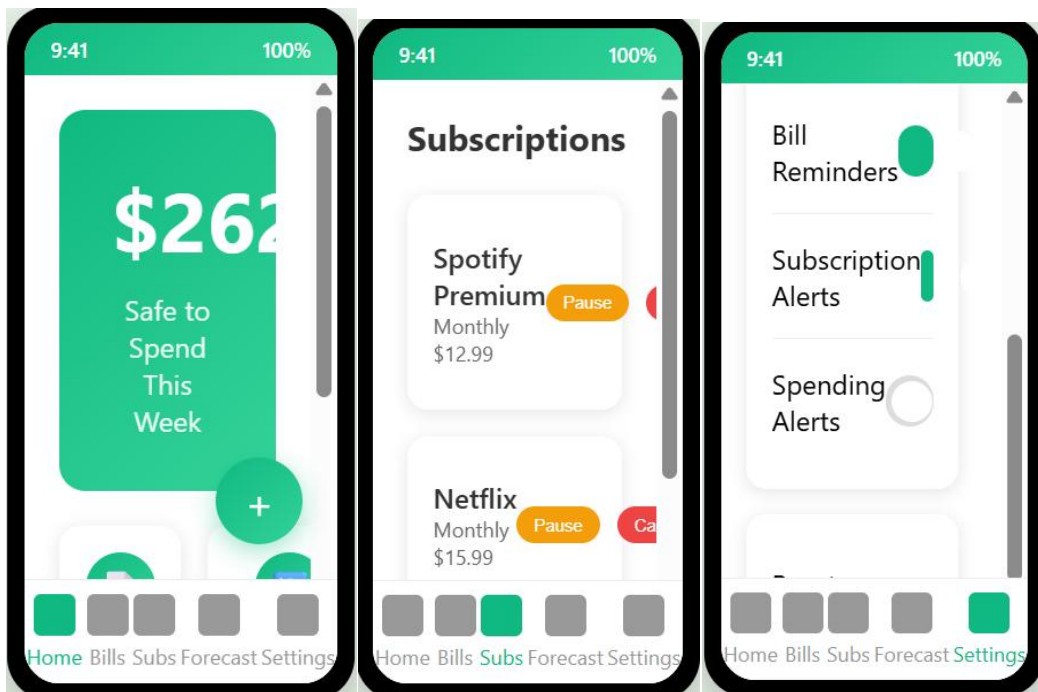 9:41 100%
$262
Safe to
Spend
This
Week
+
Home Bills Subs Forecast Settings
9:41 100%
Subscriptions
Spotify
Premium
Pause
Monthly
$12.99
Netflix
Monthly
Pause
Ca
$15.99
Home Bills Subs Forecast Settings
9:41 100%
Bill
Reminders
Subscription
Alerts
Spending
Alerts
Home Bills Subs Forecast Settings